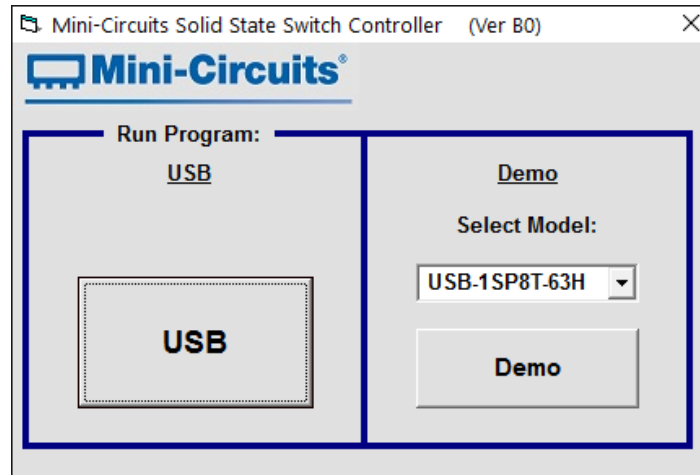 Mini-Circuits Solid State Switch Controller (Ver B0)
Mini-Circuits®
Run Program:
USB
Demo
Select Model:
USB-1SP8T-63H
USB
Demo